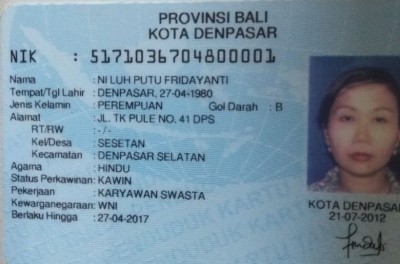 PROVINSI BALI
KOTA DENPASAR
NIK : 5171036704800001
Nama : NI LUH PUTU FRIDAYANTI
Tempat/Tgl Lahir : DENPASAR, 27-04-1980
Jenis Kelamin : PEREMPUAN Gol Darah : B
Alamat : JL. TK PULE NO. 41 DPS
RT/RW : -/-
Kel/Desa : SESETAN
Kecamatan : DENPASAR SELATAN
Agama : HINDU
Status Perkawinan: KAWIN
Pekerjaan : KARYAWAN SWASTA
Kewarganegaraan: WNI
Berlaku Hingga : 27-04-2017
KOTA DENPASAR
21-07-2012